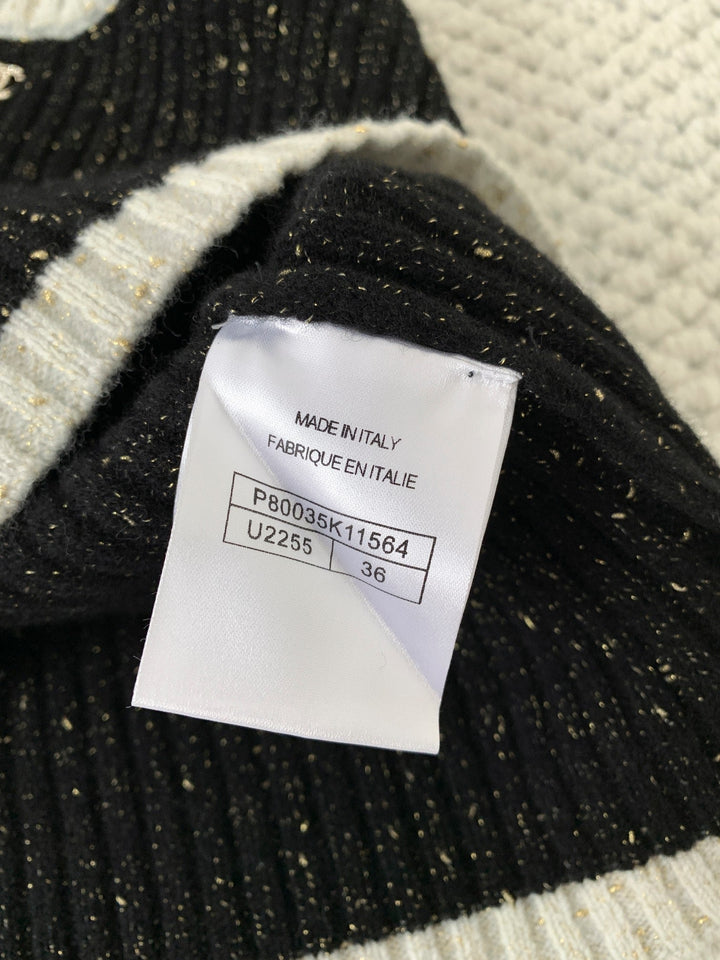 MADE IN ITALY
FABRIQUE EN ITALIE
P80035K11564
U2255 36